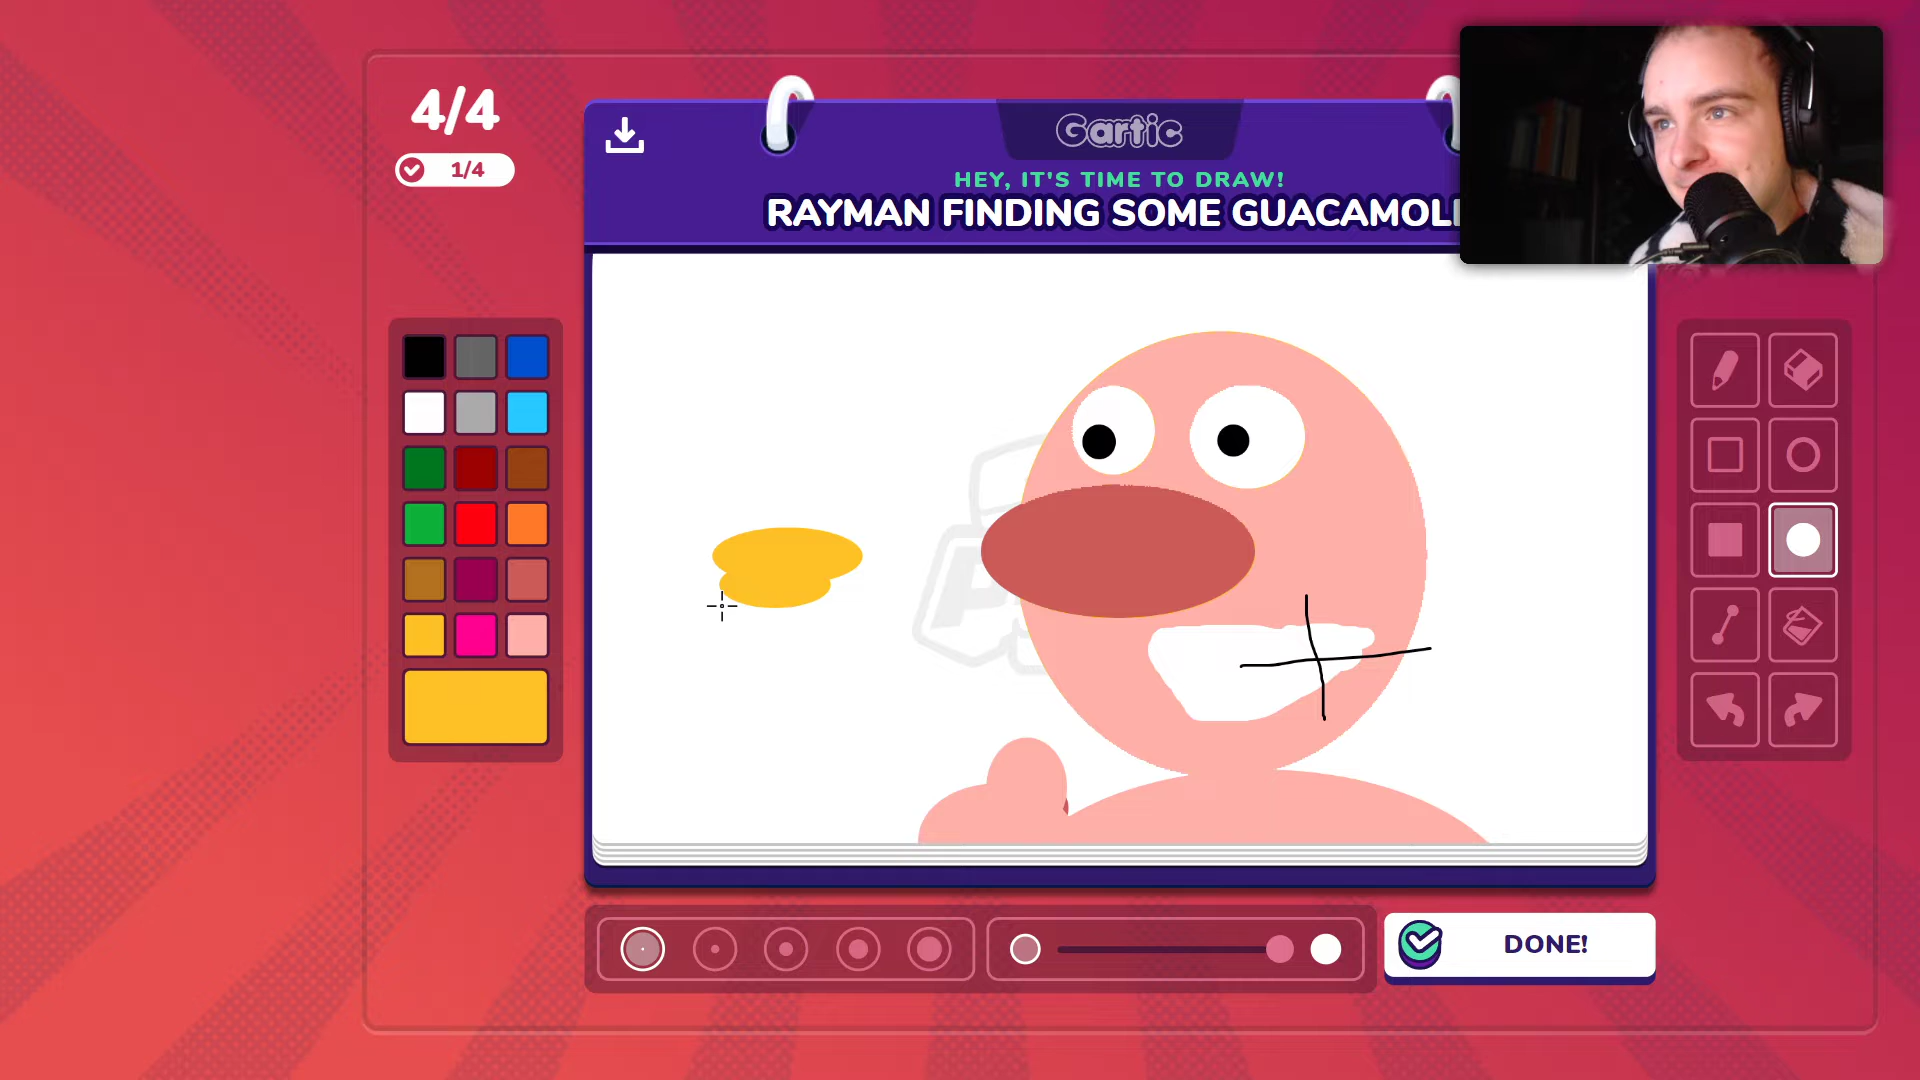 4/4
1/4
Gartic
HEY, IT'S TIME TO DRAW!
RAYMAN FINDING SOME GUACAMOL
DONE!